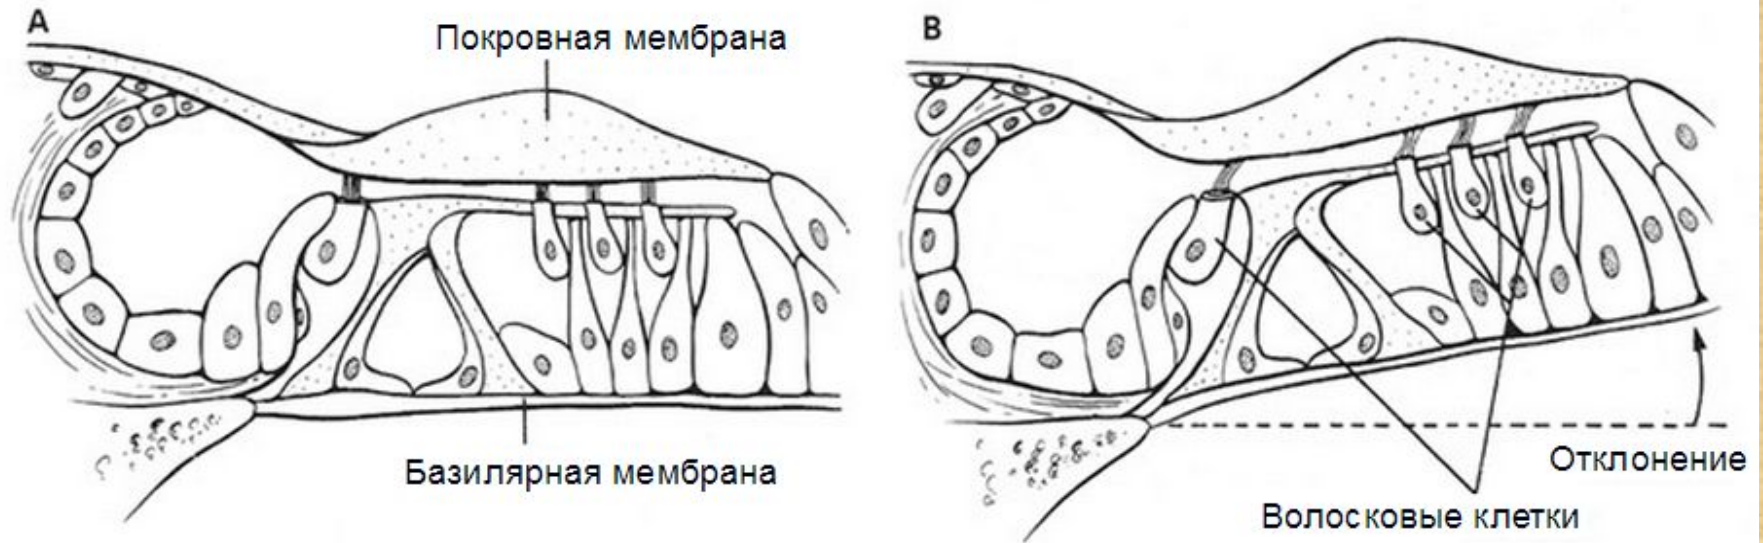 A
Покровная мембрана
Базилярная мембрана
B
Отклонение
Волосковые клетки